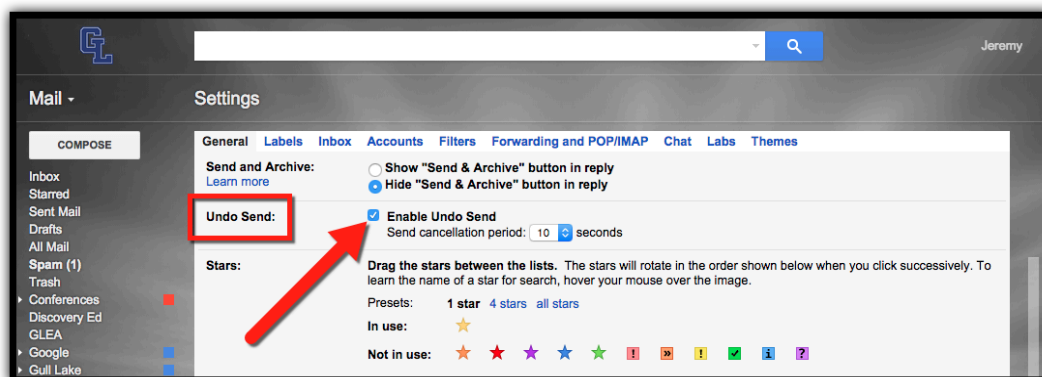 GL
Jeremy
Mail
Settings
COMPOSE
General Labels Inbox Accounts Filters Forwarding and POP/IMAP Chat Labs Themes
Send and Archive:
Learn more
Show "Send & Archive" button in reply
Hide "Send & Archive" button in reply
Undo Send:
Enable Undo Send
Send cancellation period: 10 seconds
Stars:
Drag the stars between the lists. The stars will rotate in the order shown below when you click successively. To
learn the name of a star for search, hover your mouse over the image.
Presets: 1 star 4 stars all stars
In use:
Not in use: ! » ! ✓ i ?
Inbox
Starred
Sent Mail
Drafts
All Mail
Spam (1)
Trash
Conferences
Discovery Ed
GLEA
Google
Gull Lake